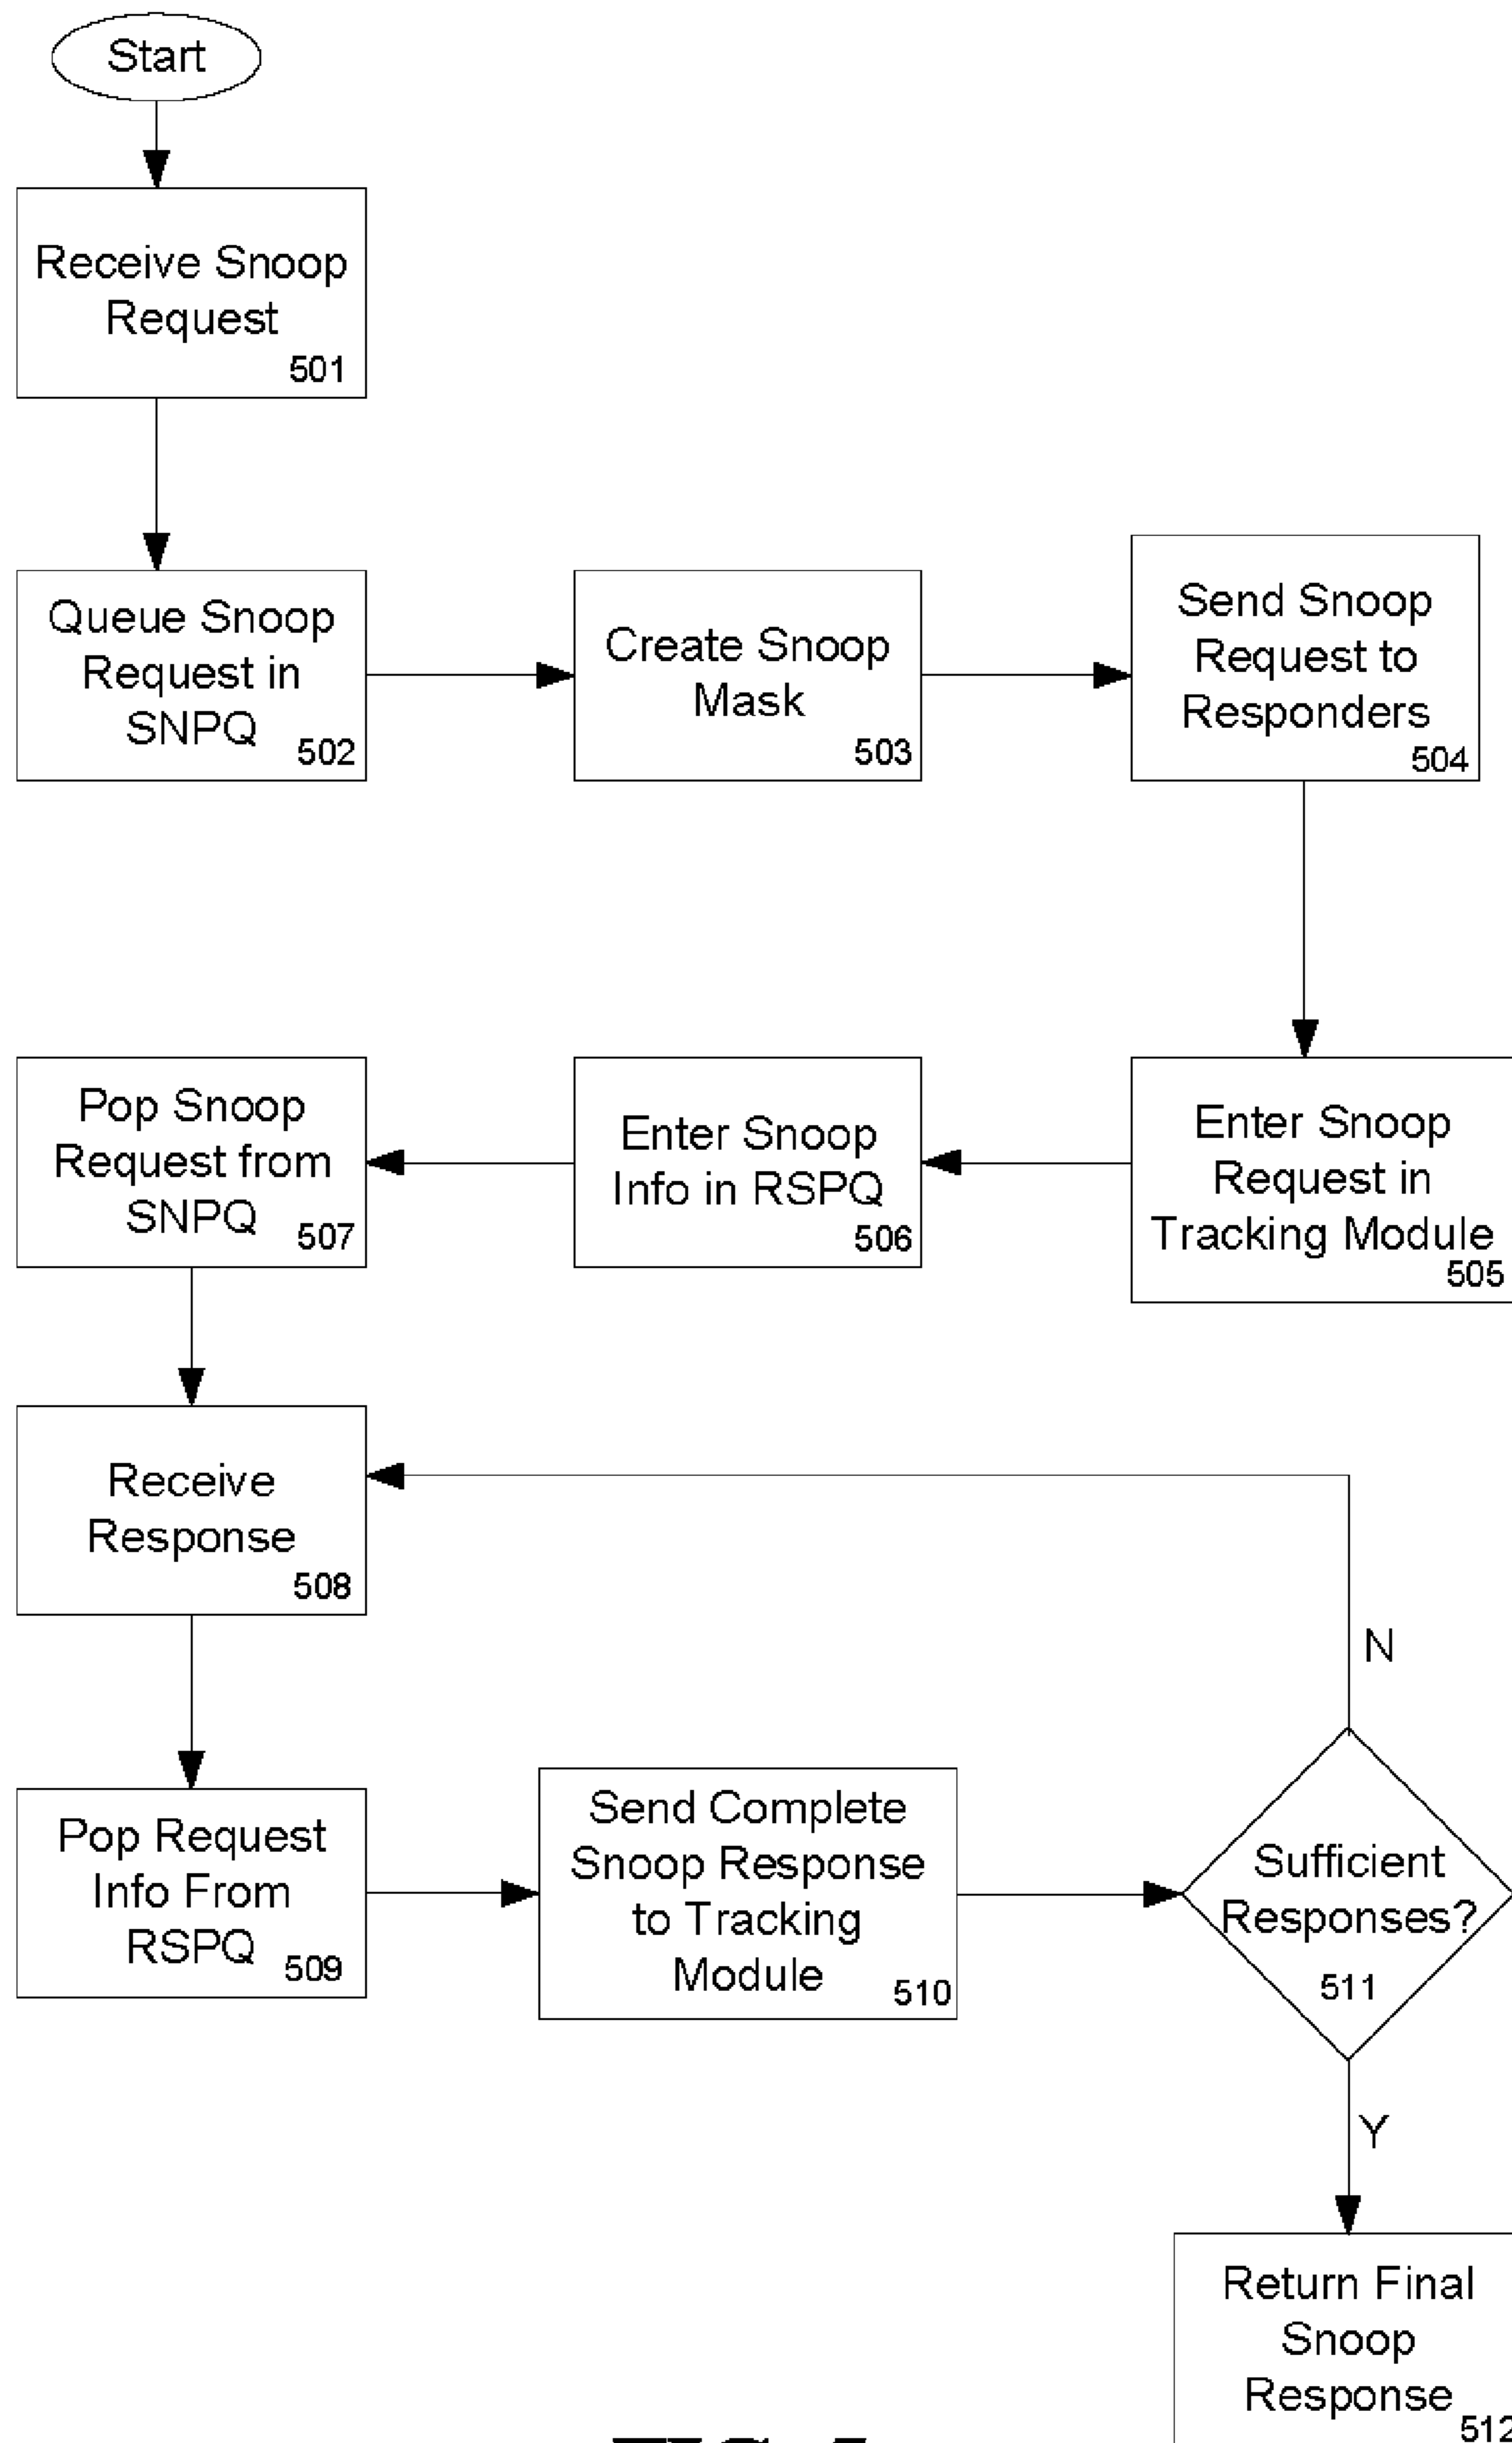 Start
Receive Snoop
Request
501
Queue Snoop
Request in
SNPQ
502
Create Snoop
Mask
503
Send Snoop
Request to
Responders
504
Enter Snoop
Request in
Tracking Module
505
Enter Snoop
Info in RSPQ
506
Pop Snoop
Request from
SNPQ
507
Receive
Response
508
Pop Request
Info From
RSPQ
509
Send Complete
Snoop Response
to Tracking
Module
510
Sufficient
Responses?
511
N
Y
Return Final
Snoop
Response
512